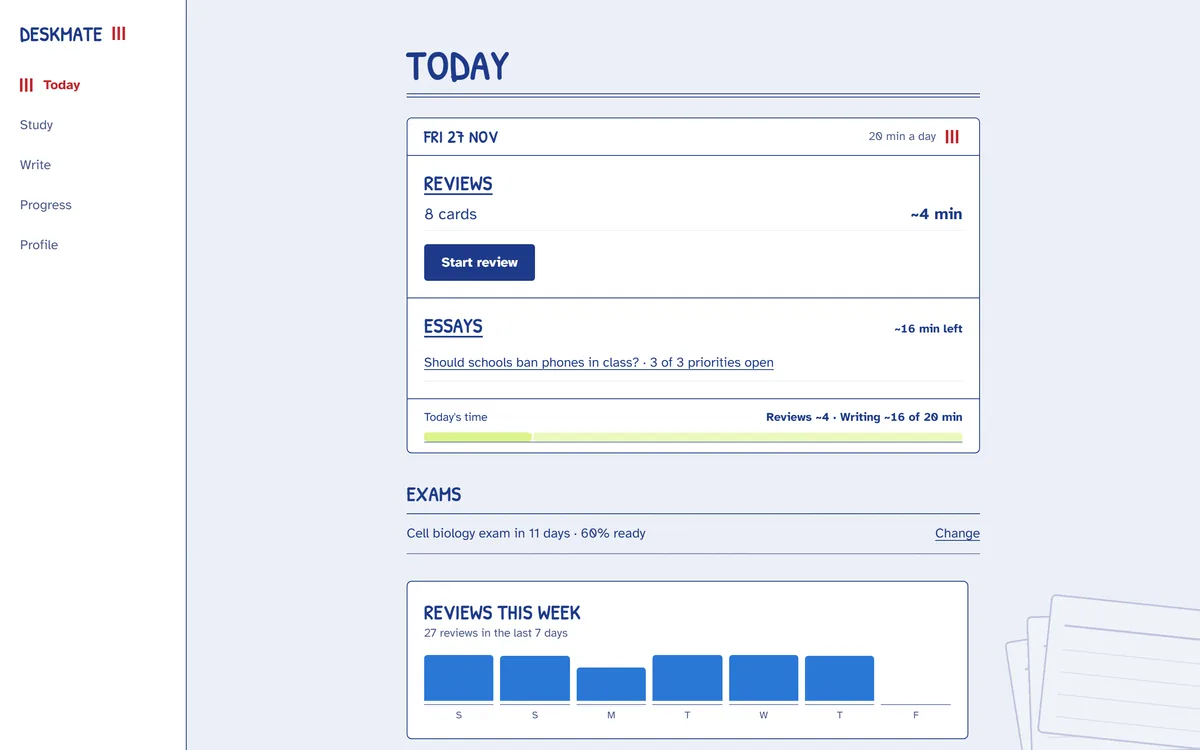 DESKMATE
Today
Study
Write
Progress
Profile
TODAY
FRI 27 NOV
20 min a day
REVIEWS
8 cards
~4 min
Start review
ESSAYS
~16 min left
Should schools ban phones in class? · 3 of 3 priorities open
Today's time
Reviews ~4 · Writing ~16 of 20 min
EXAMS
Cell biology exam in 11 days · 60% ready
Change
REVIEWS THIS WEEK
27 reviews in the last 7 days
S S M T W T F